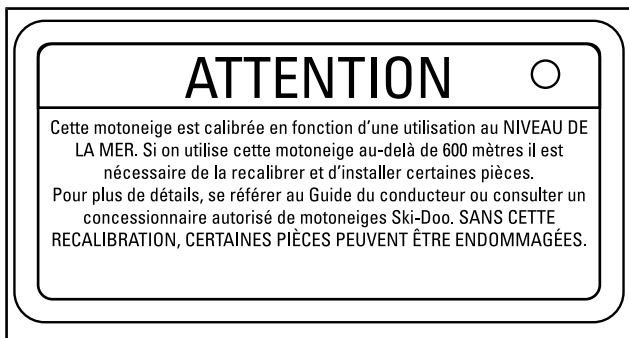 ATTENTION
Cette motoneige est calibrée en fonction d'une utilisation au NIVEAU DE
LA MER. Si on utilise cette motoneige au-delà de 600 mètres il est
nécessaire de la recalibrer et d'installer certaines pièces.
Pour plus de détails, se référer au Guide du conducteur ou consulter un
concessionnaire autorisé de motoneiges Ski-Doo. SANS CETTE
RECALIBRATION, CERTAINES PIÈCES PEUVENT ÊTRE ENDOMMAGÉES.